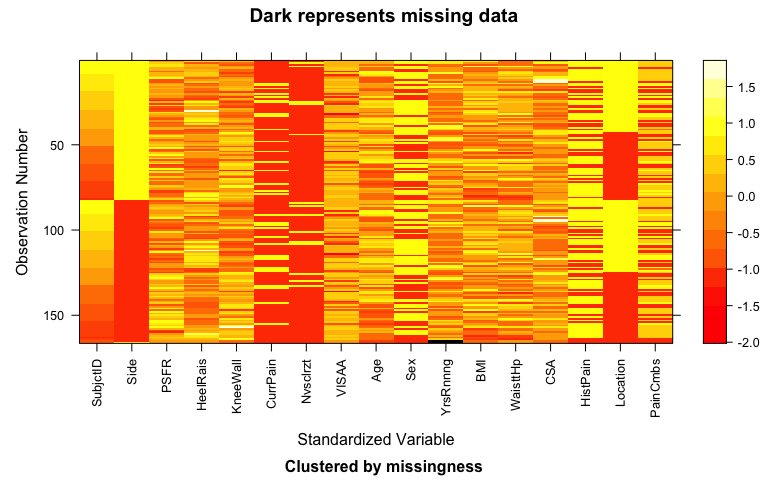 Dark represents missing data
Observation Number
50
100
150
1.5
1.0
0.5
0.0
-0.5
-1.0
-1.5
-2.0
SubjctID
Side
PSFR
HeelRais
KneeWall
CurrPain
Nvsclrzt
VISAA
Age
Sex
YrsRnnng
BMI
WaisttHp
CSA
HistPain
Location
PainCmbs
Standardized Variable
Clustered by missingness